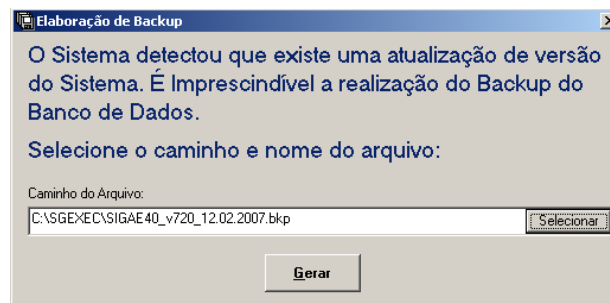 Elaboração de Backup
O Sistema detectou que existe uma atualização de versão
do Sistema. É Imprescindível a realização do Backup do
Banco de Dados.
Selecione o caminho e nome do arquivo:
Caminho do Arquivo:
C:\SGEXEC\SIGAE40_v720_12.02.2007.bkp
Selecionar
Gerar